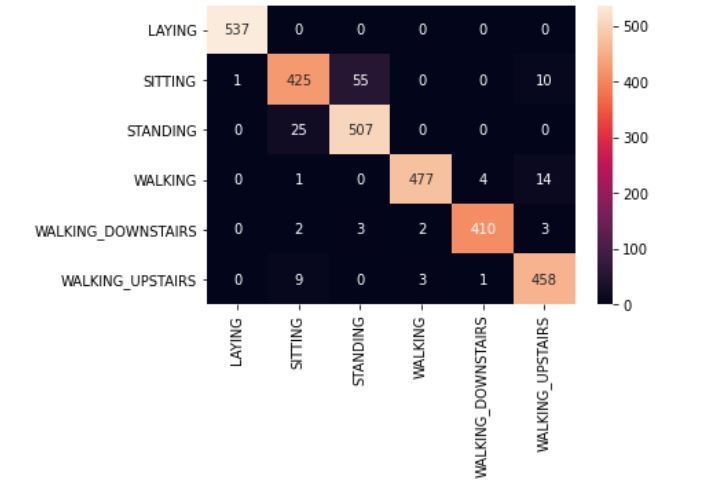 LAYING 537 0 0 0 0 0
SITTING 1 425 55 0 0 10
STANDING 0 25 507 0 0 0
WALKING 0 1 0 477 4 14
WALKING_DOWNSTAIRS 0 2 3 2 410 3
WALKING_UPSTAIRS 0 9 0 3 1 458
LAYING
SITTING
STANDING
WALKING
WALKING_DOWNSTAIRS
WALKING_UPSTAIRS
500
400
300
200
100
0